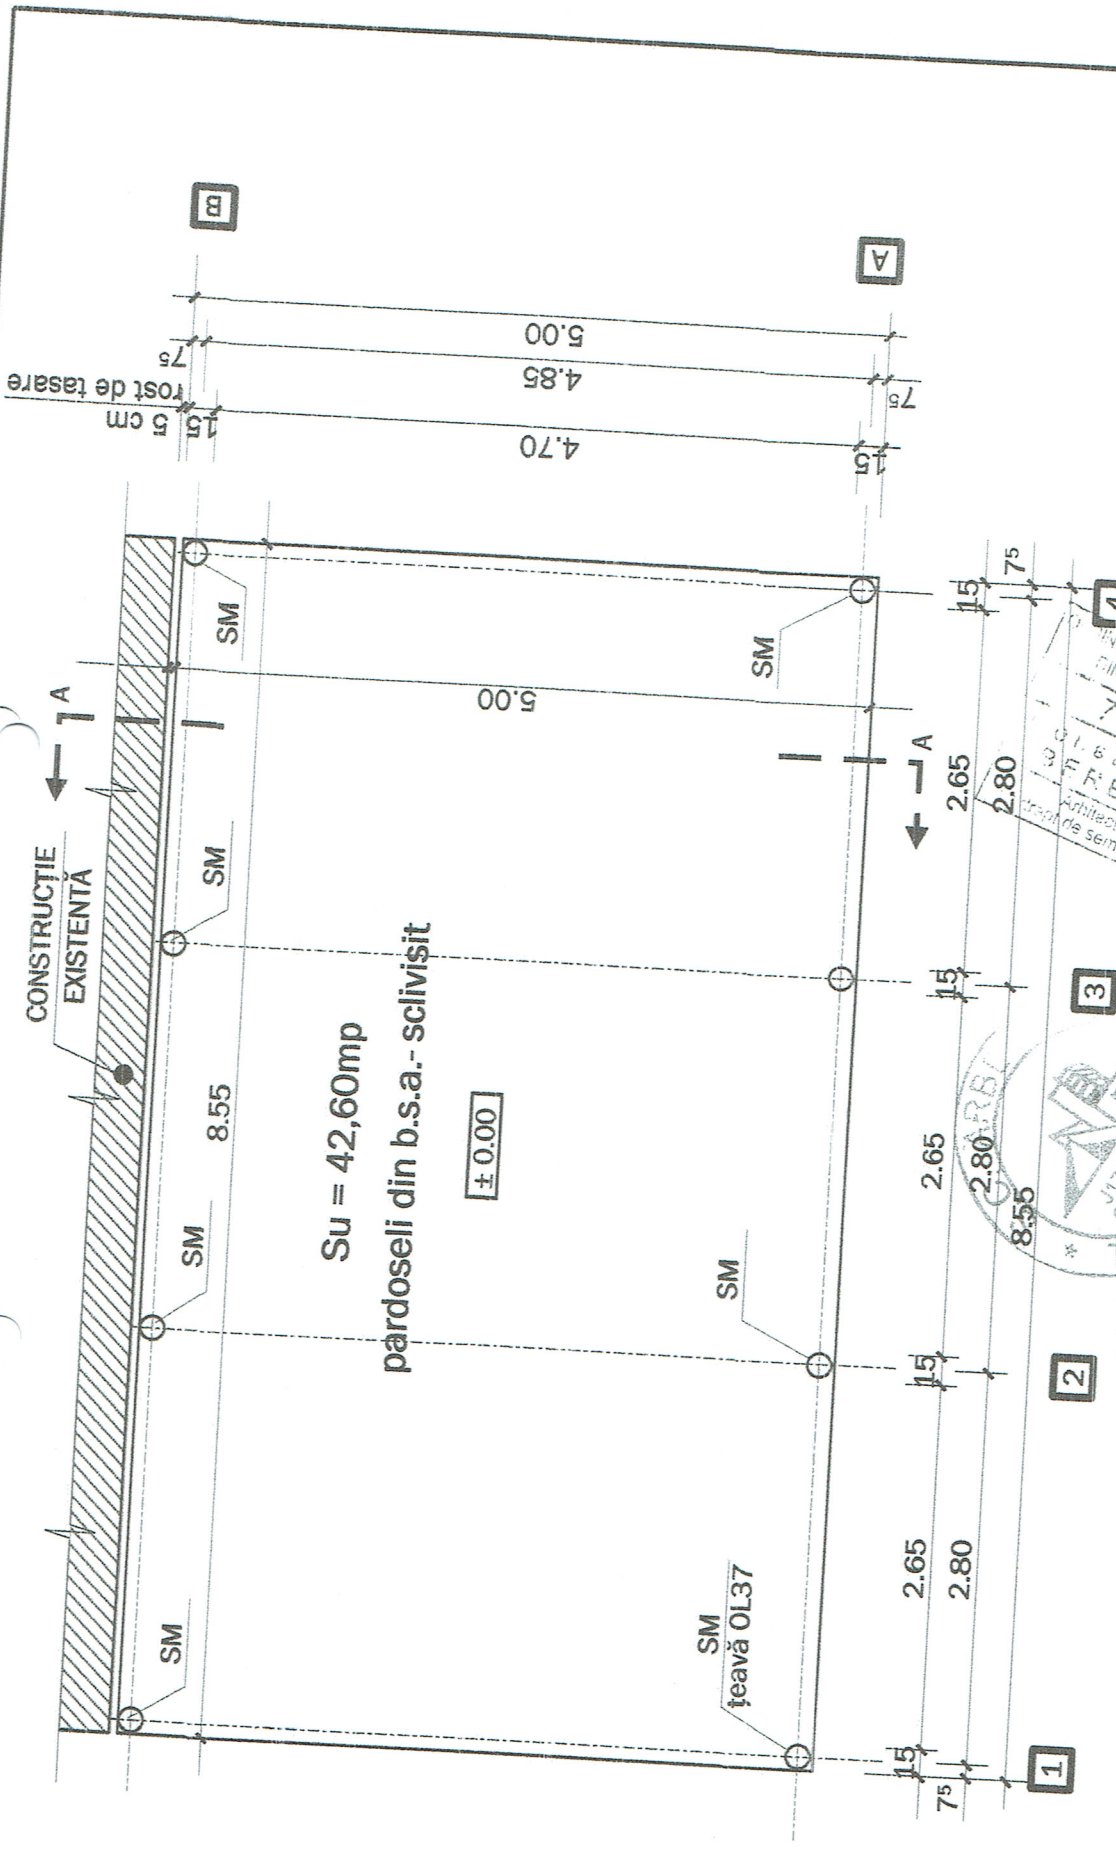 CONSTRUCȚIE
EXISTENTĂ
A
B
5 cm
rost de tasare
15
7⁵
4.70
4.85
5.00
15
7⁵
A
SM
SM
SM
SM
8.55
5.00
Su = 42,60mp
pardoseli din b.s.a.- sclivisit
± 0.00
SM
țeavă OL37
SM
SM
A
15
2.65
15
2.65
15
2.65
15
7⁵
2.80
2.80
2.80
7⁵
8.55
1
2
3
4